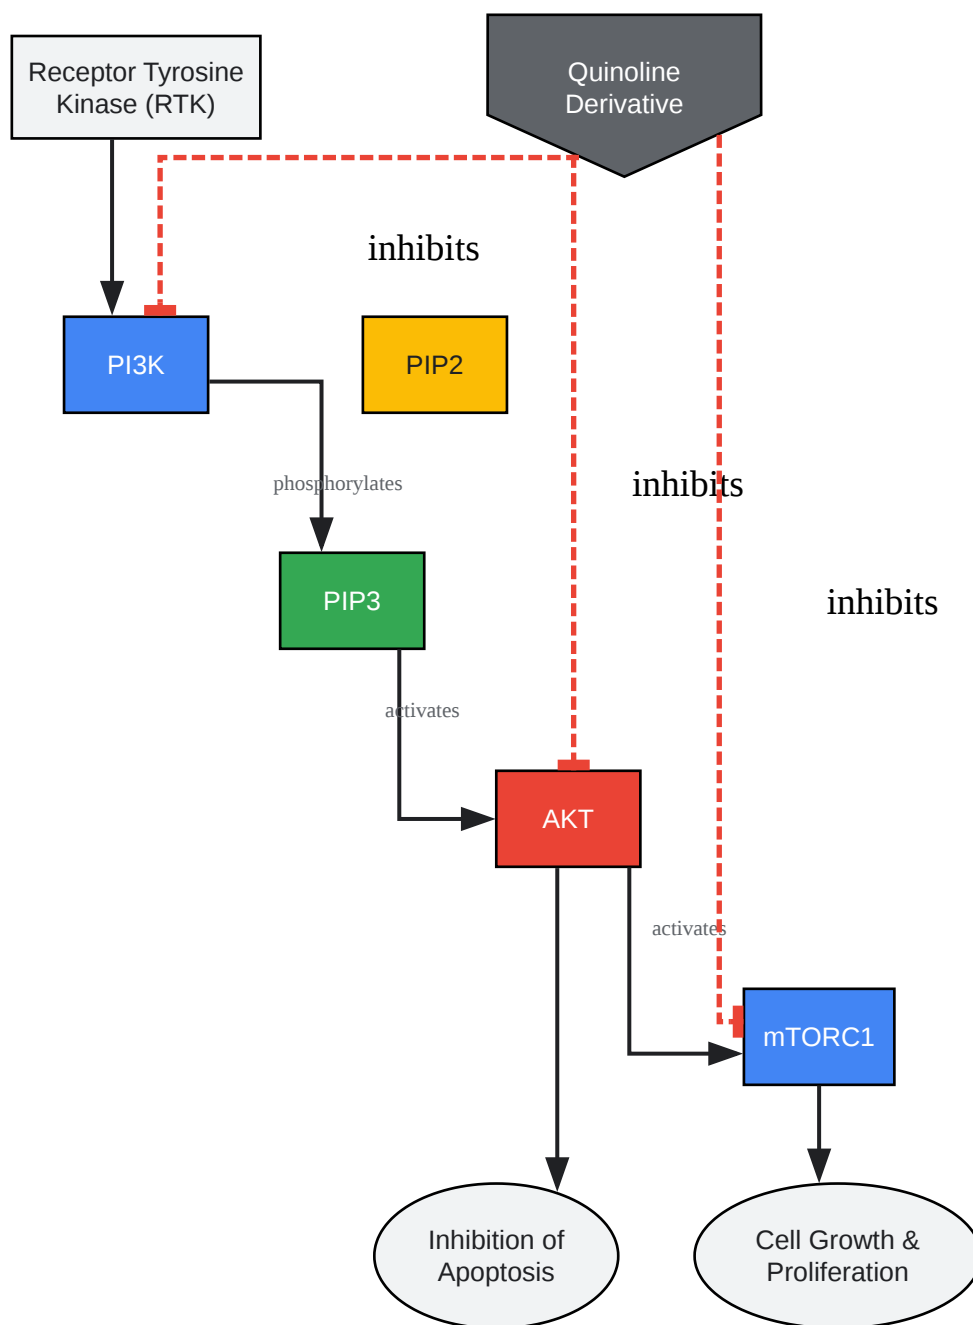 Receptor Tyrosine
Kinase (RTK)
Quinoline
Derivative
inhibits
PI3K
PIP2
phosphorylates
inhibits
PIP3
inhibits
activates
AKT
activates
mTORC1
Inhibition of
Apoptosis
Cell Growth &
Proliferation